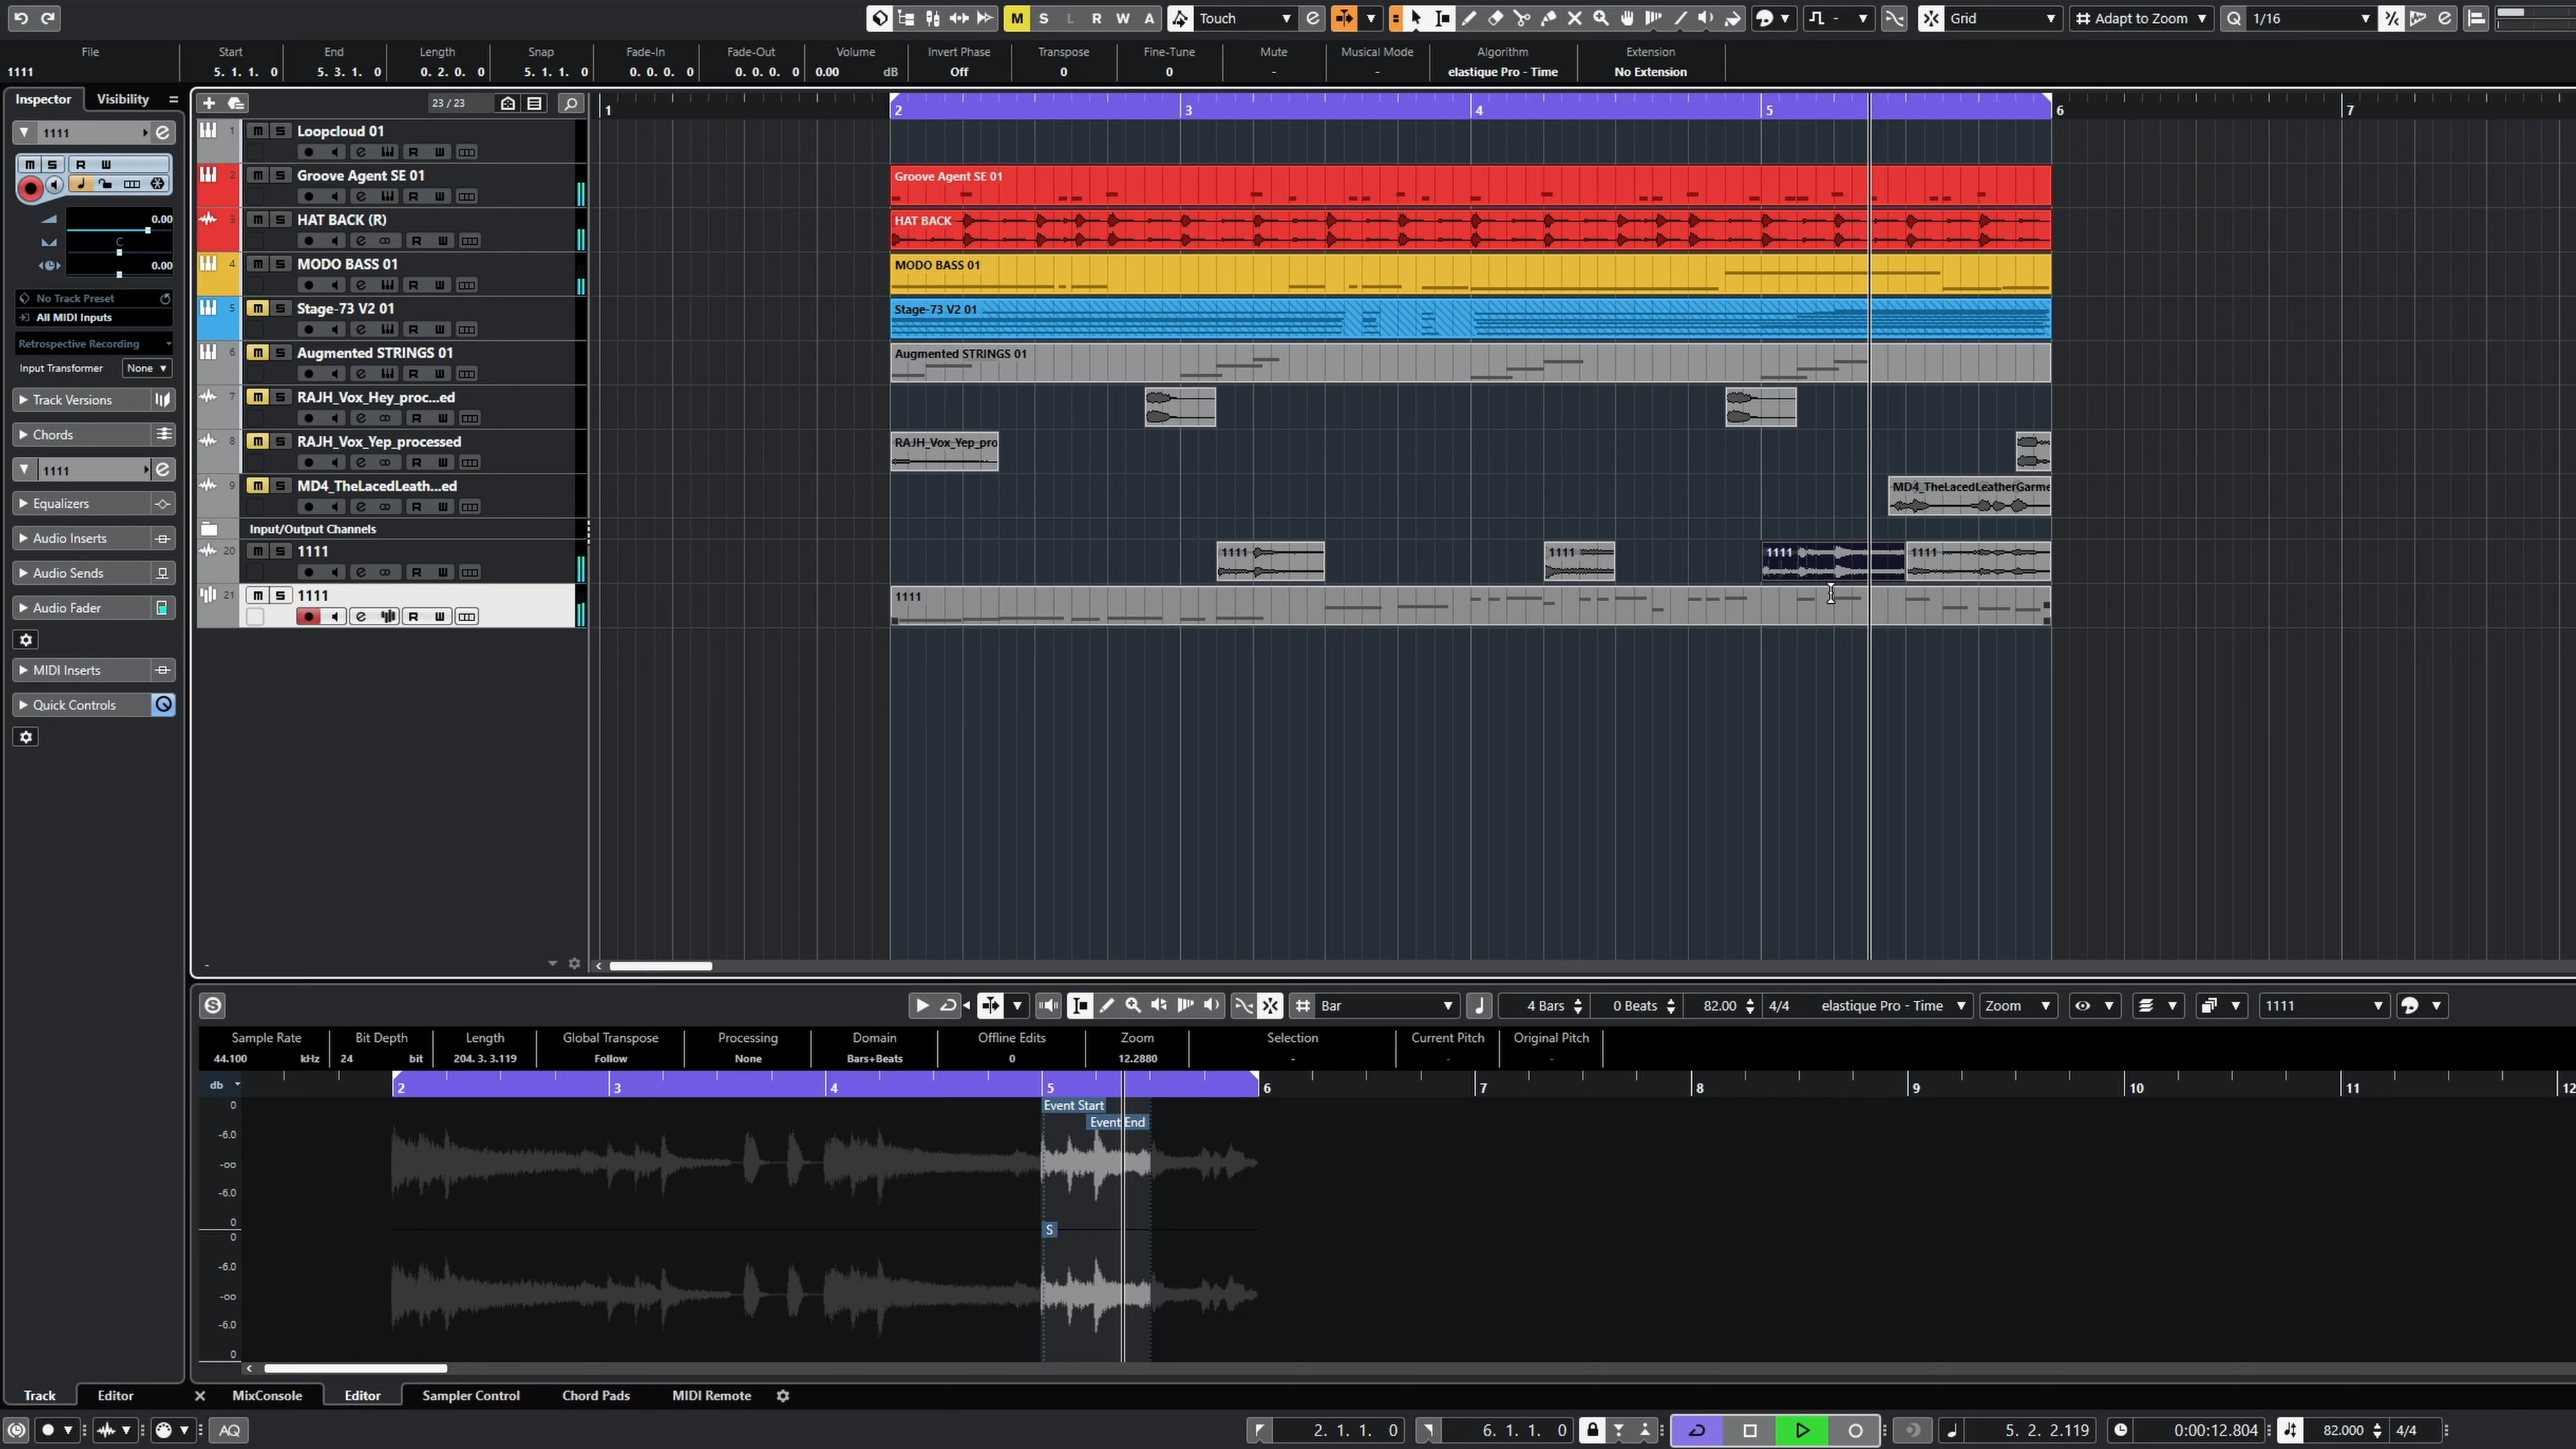 M S L R W A Touch Grid Adapt to Zoom Q 1/16
File Start End Length Snap Fade-In Fade-Out Volume Invert Phase Transpose Fine-Tune Mute Musical Mode Algorithm Extension
1111 5. 1. 1. 0 5. 3. 1. 0 0. 2. 0. 0 5. 1. 1. 0 0. 0. 0. 0 0. 0. 0. 0 0.00 dB Off 0 0 - - elastique Pro - Time No Extension
Inspector Visibility
23 / 23
1 2 3 4 5 6 7
1111
M S R W
C
0.00
0.00
No Track Preset
All MIDI Inputs
Retrospective Recording
Input Transformer None
Track Versions
Chords
1111
Equalizers
Audio Inserts
Audio Sends
Audio Fader
MIDI Inserts
Quick Controls
1 m S Loopcloud 01
R W
2 m S Groove Agent SE 01
R W
Groove Agent SE 01
3 m S HAT BACK (R)
R W
HAT BACK
4 m S MODO BASS 01
R W
MODO BASS 01
5 m S Stage-73 V2 01
R W
Stage-73 V2 01
6 m S Augmented STRINGS 01
R W
Augmented STRINGS 01
7 m S RAJH_Vox_Hey_proc...ed
R W
8 m S RAJH_Vox_Yep_processed
R W
RAJH_Vox_Yep_pro
9 m S MD4_TheLacedLeath...ed
R W
MD4_TheLacedLeatherGarme
Input/Output Channels
20 m S 1111
R W
1111 1111 1111 1111
21 m S 1111
R W
1111
Bar 4 Bars 0 Beats 82.00 4/4 elastique Pro - Time Zoom 1111
Sample Rate Bit Depth Length Global Transpose Processing Domain Offline Edits Zoom Selection Current Pitch Original Pitch
44.100 kHz 24 bit 204. 3. 3.119 Follow None Bars+Beats 0 12.2880 - - -
db 2 3 4 5 6 7 8 9 10 11 12
Event Start
Event End
0
-6.0
-oo
-6.0
0
S
0
-6.0
-oo
-6.0
0
Track Editor MixConsole Editor Sampler Control Chord Pads MIDI Remote
AQ 2. 1. 1. 0 6. 1. 1. 0 5. 2. 2.119 0:00:12.804 82.000 4/4